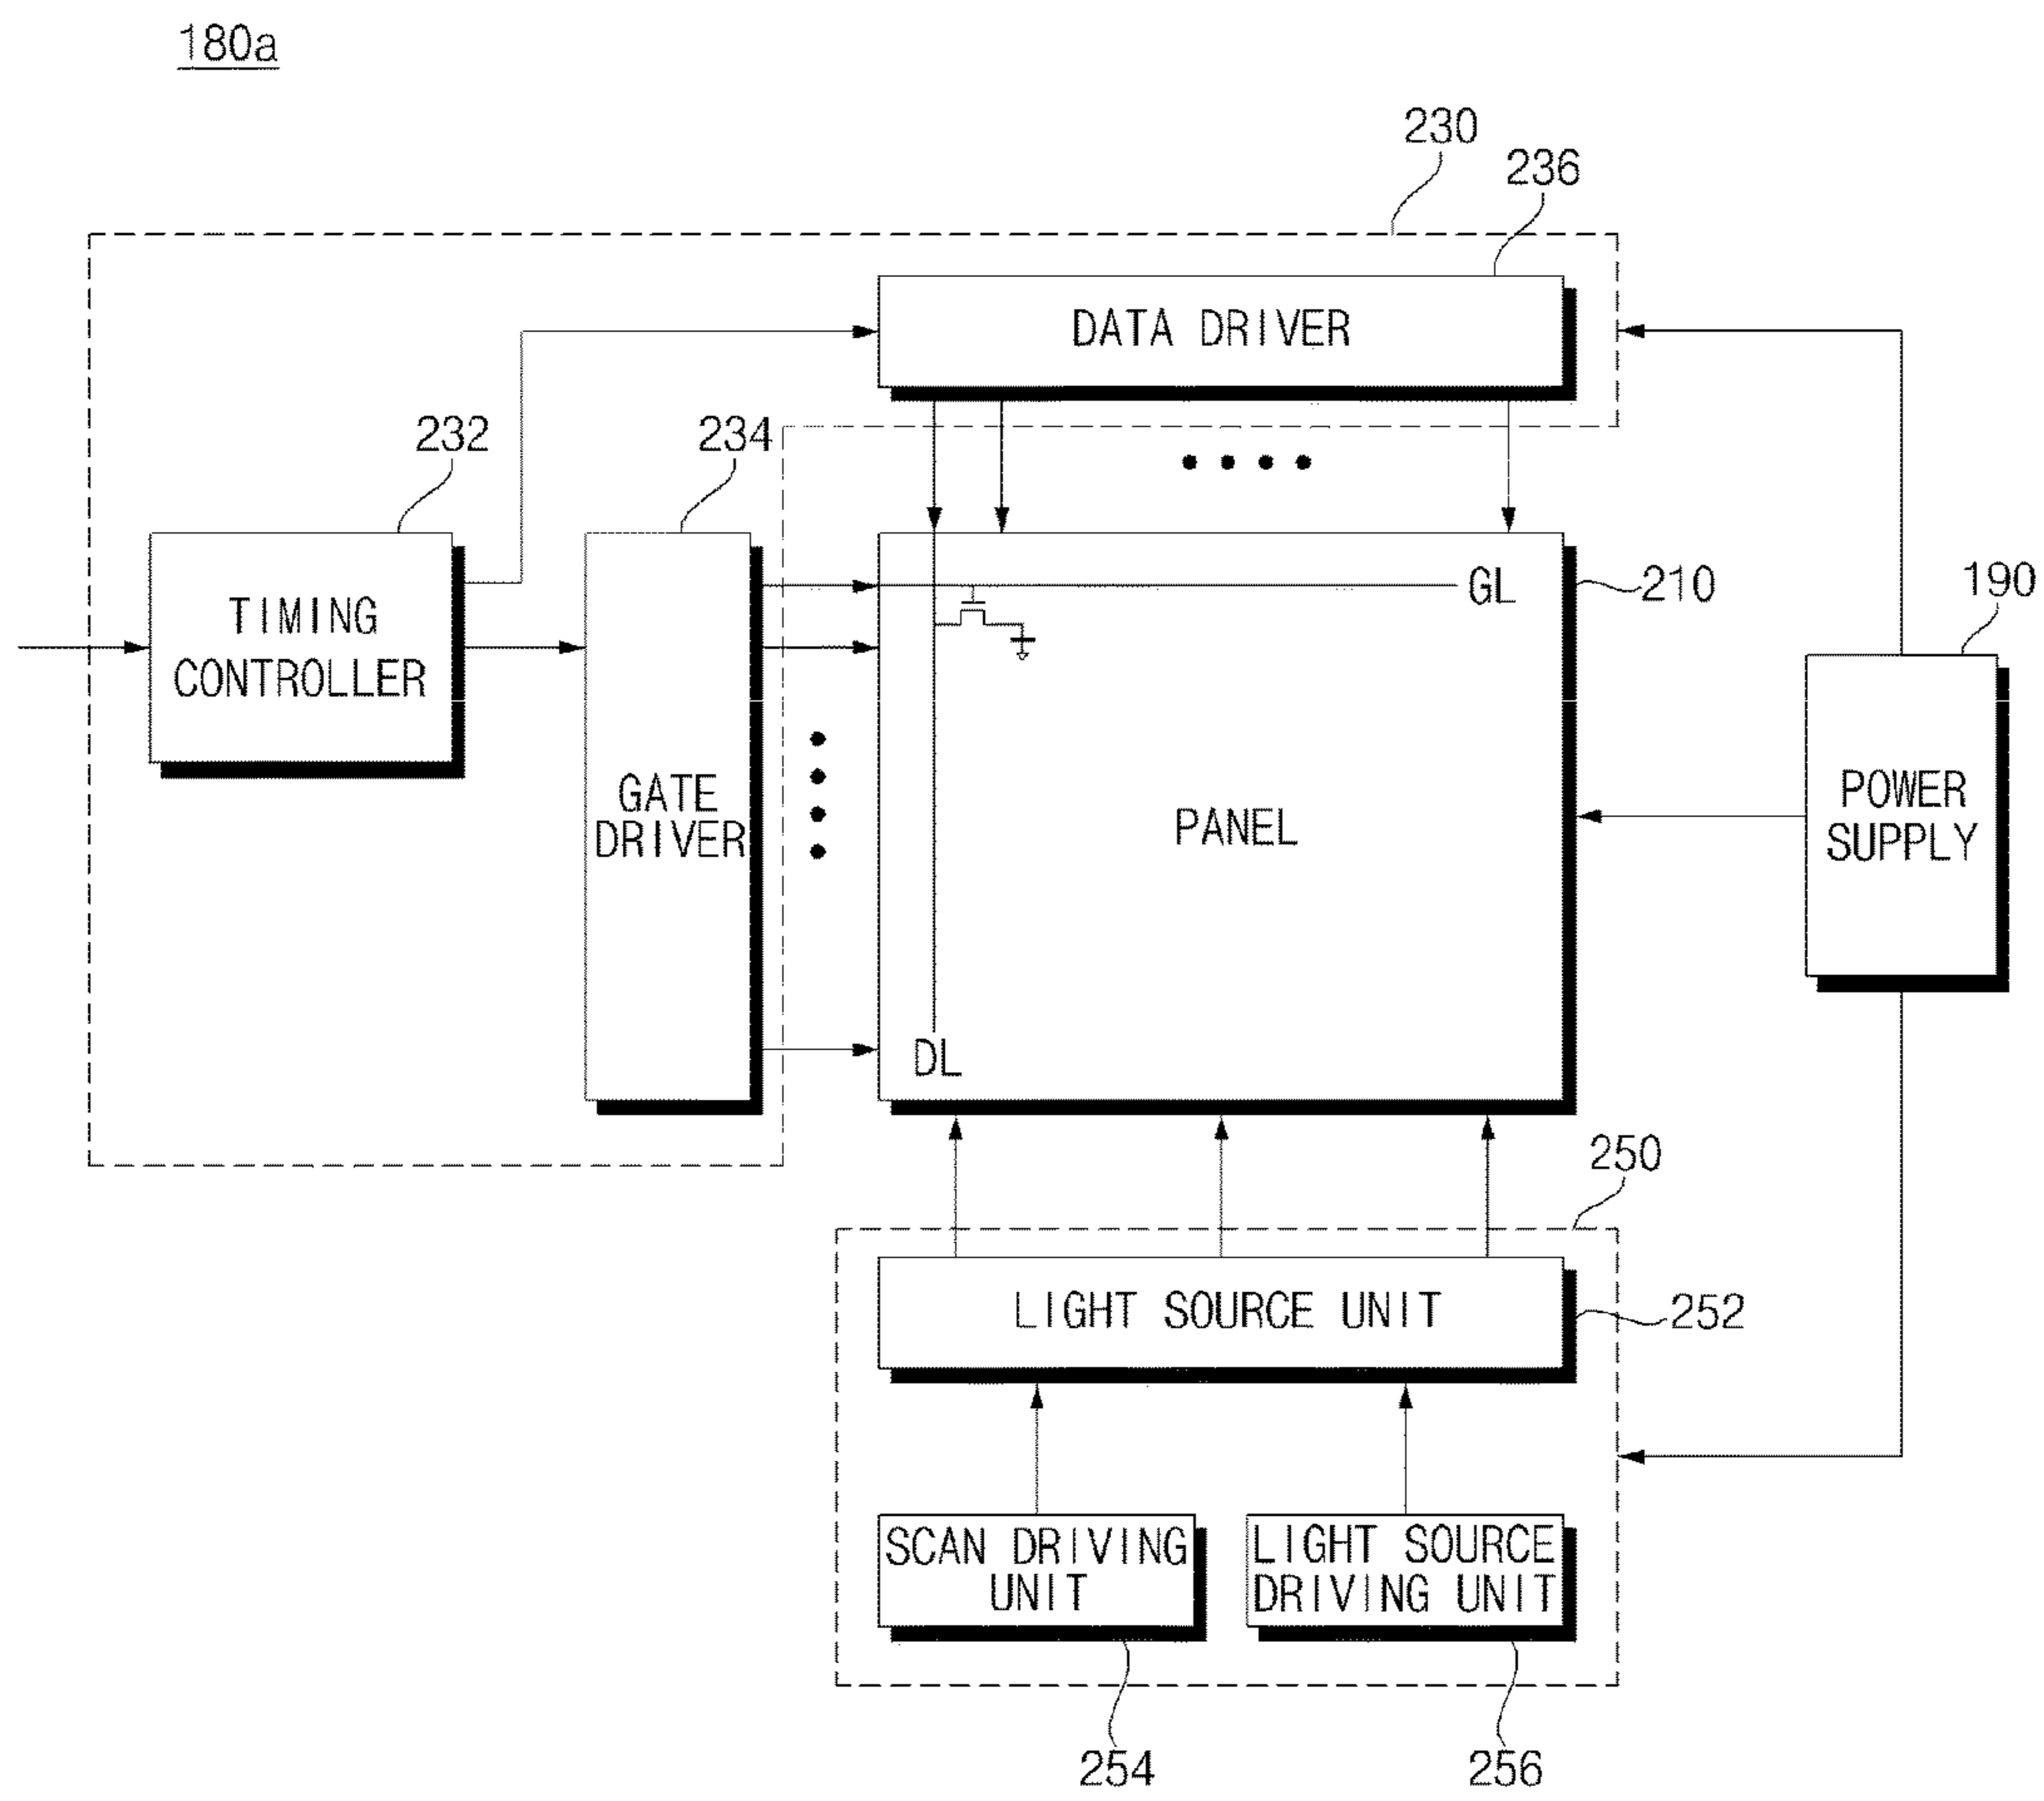 180a
230
236
DATA DRIVER
232
234
TIMING
CONTROLLER
GATE
DRIVER
GL
210
190
PANEL
POWER
SUPPLY
DL
250
LIGHT SOURCE UNIT
252
SCAN DRIVING
UNIT
LIGHT SOURCE
DRIVING UNIT
254
256